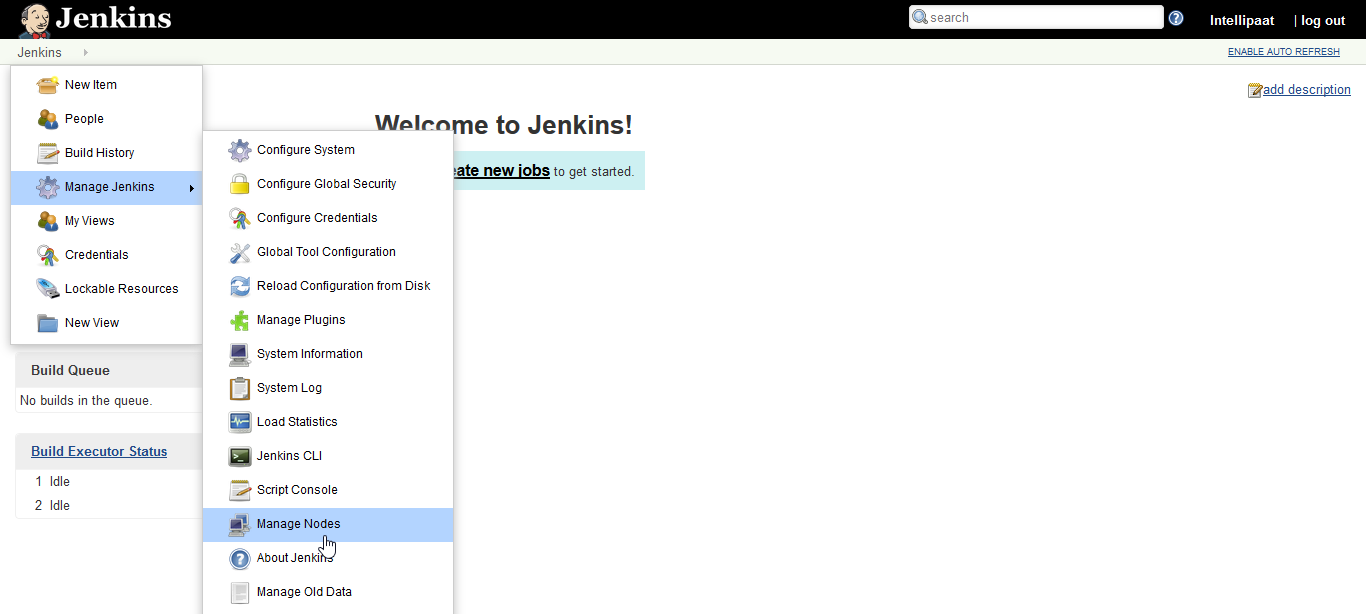 Jenkins
search
Intellipaat | log out
Jenkins
ENABLE AUTO REFRESH
New Item
People
Build History
Manage Jenkins
My Views
Credentials
Lockable Resources
New View
Configure System
Configure Global Security
Configure Credentials
Global Tool Configuration
Reload Configuration from Disk
Manage Plugins
System Information
System Log
Load Statistics
Jenkins CLI
Script Console
Manage Nodes
About Jenkins
Manage Old Data
add description
Welcome to Jenkins!
eate new jobs to get started.
Build Queue
No builds in the queue.
Build Executor Status
1 Idle
2 Idle